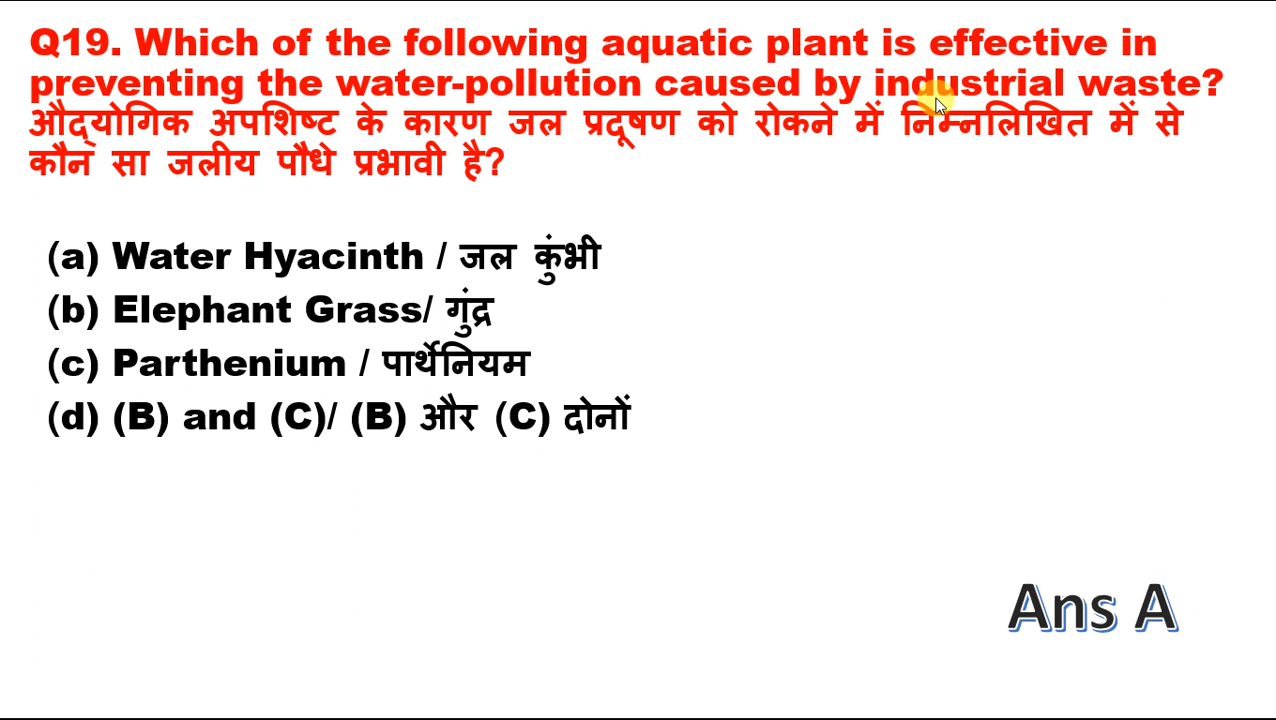 Q19. Which of the following aquatic plant is effective in
preventing the water-pollution caused by industrial waste?
औद्योगिक अपशिष्ट के कारण जल प्रदूषण को रोकने में निम्नलिखित में से
कौन सा जलीय पौधे प्रभावी है?
(a) Water Hyacinth / जल कुंभी
(b) Elephant Grass/ गुंद्र
(c) Parthenium / पार्थेनियम
(d) (B) and (C)/ (B) और (C) दोनों
Ans A